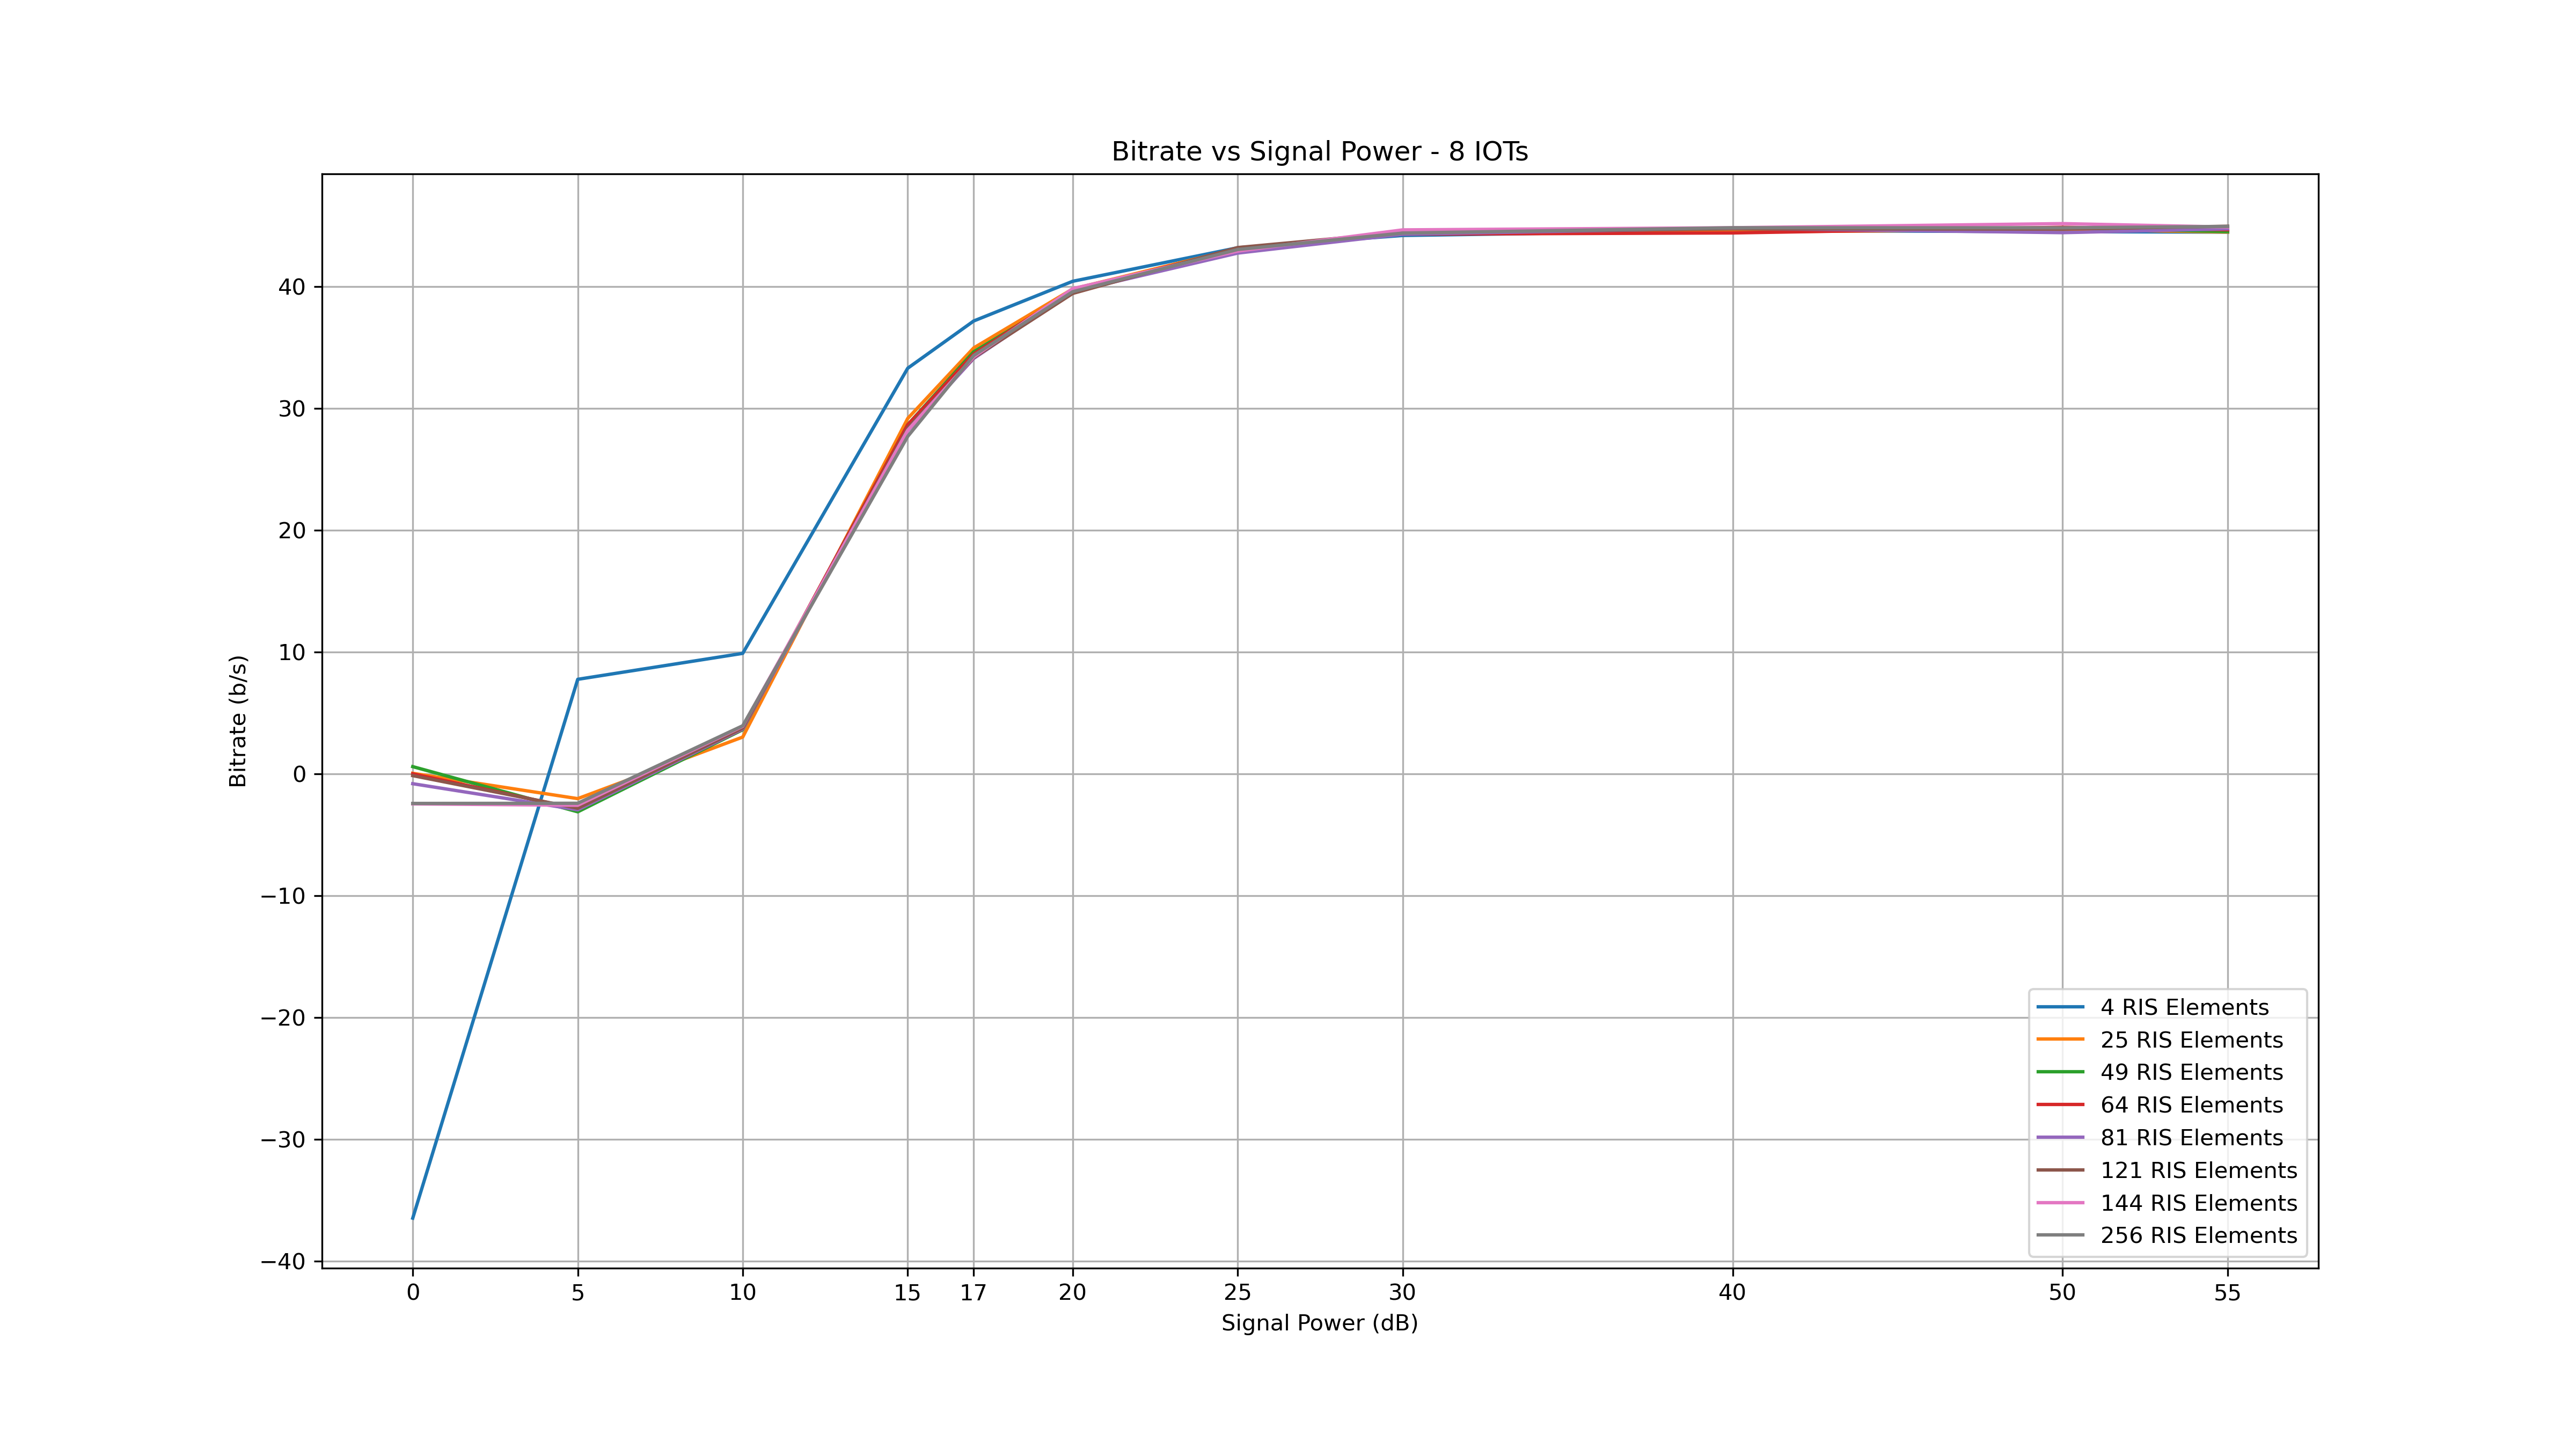 Bitrate vs Signal Power - 8 IOTs
Bitrate (b/s)
40
30
20
10
0
−10
−20
−30
−40
0 5 10 15 17 20 25 30 40 50 55
Signal Power (dB)
4 RIS Elements
25 RIS Elements
49 RIS Elements
64 RIS Elements
81 RIS Elements
121 RIS Elements
144 RIS Elements
256 RIS Elements